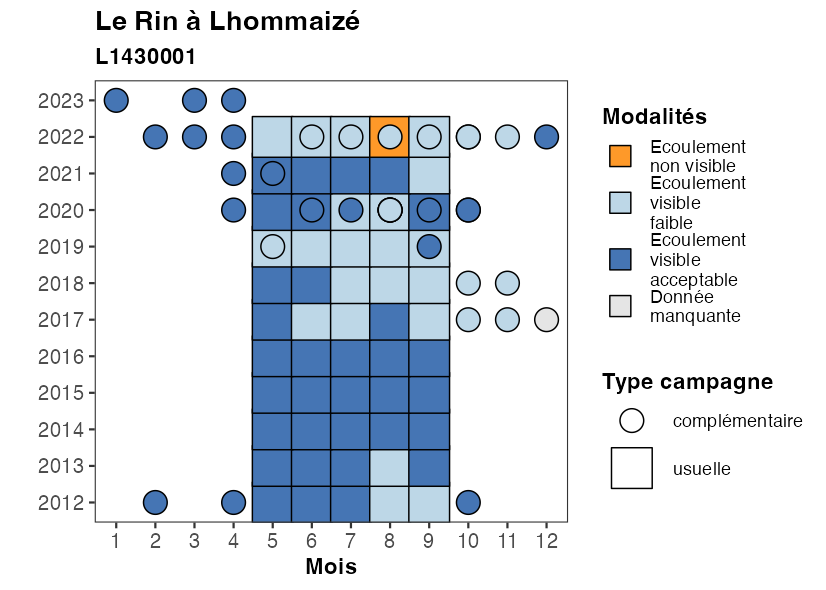 Le Rin à Lhommaizé
L1430001
2023
2022
2021
2020
2019
2018
2017
2016
2015
2014
2013
2012
1 2 3 4 5 6 7 8 9 10 11 12
Mois
Modalités
Ecoulement
non visible
Ecoulement
visible
faible
Ecoulement
visible
acceptable
Donnée
manquante
Type campagne
complémentaire
usuelle